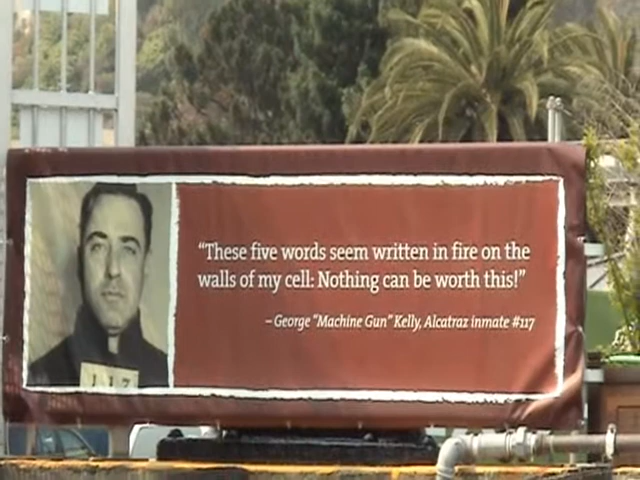 “These five words seem written in fire on the
walls of my cell: Nothing can be worth this!”
– George “Machine Gun” Kelly, Alcatraz inmate #117
117